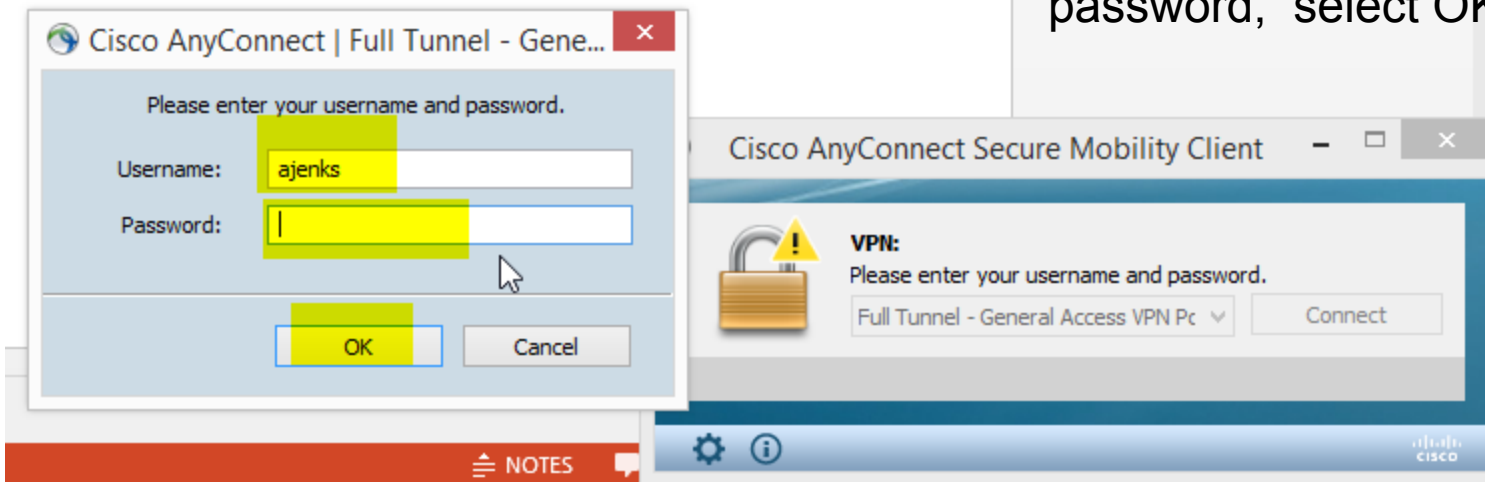 password, select OK
Cisco AnyConnect | Full Tunnel - Gene...
Please enter your username and password.
Username:
ajenks
Password:
OK
Cancel
Cisco AnyConnect Secure Mobility Client
VPN:
Please enter your username and password.
Full Tunnel - General Access VPN Pc
Connect
NOTES
CISCO